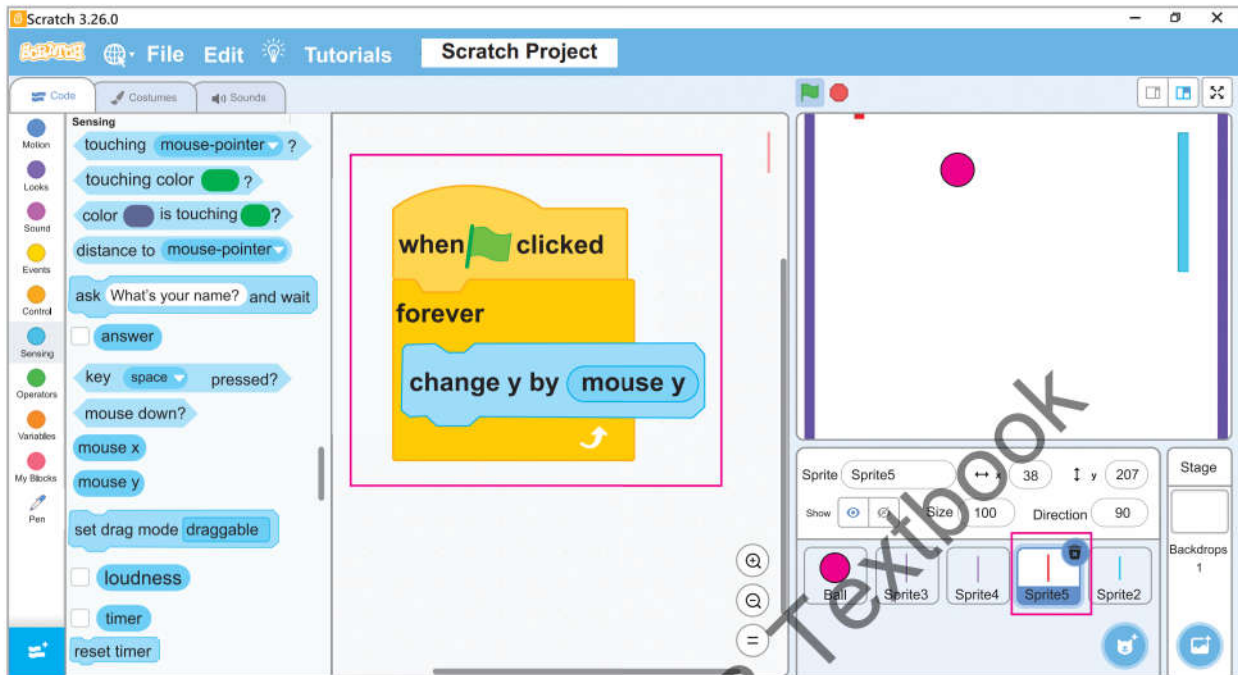 Scratch 3.26.0
SCRATCH File Edit Tutorials Scratch Project
Code Costumes Sounds
Motion
Looks
Sound
Events
Control
Sensing
Operators
Variables
My Blocks
Pen
Sensing
touching mouse-pointer ?
touching color ?
color is touching ?
distance to mouse-pointer
ask What's your name? and wait
answer
key space pressed?
mouse down?
mouse x
mouse y
set drag mode draggable
loudness
timer
reset timer
when clicked
forever
change y by mouse y
Sprite Sprite5 x 38 y 207
Show Size 100 Direction 90
Ball Sprite3 Sprite4 Sprite5 Sprite2
Stage
Backdrops
1
Textbook